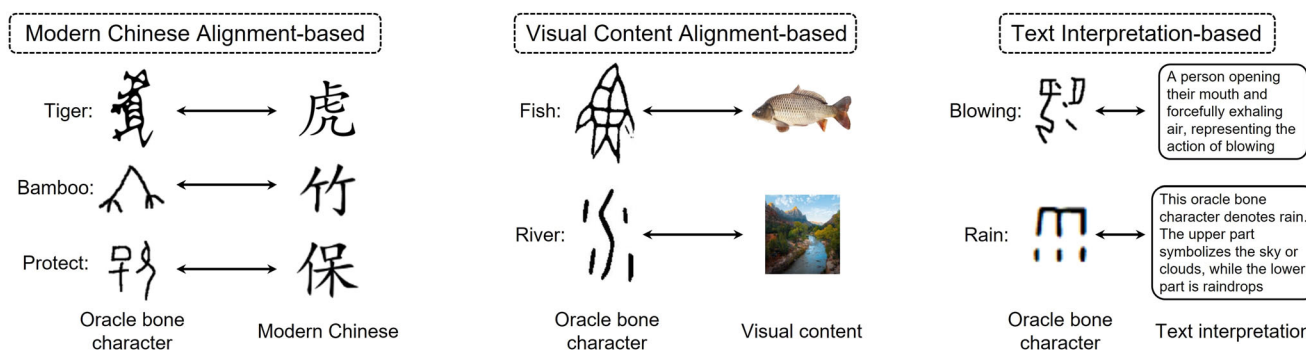 Modern Chinese Alignment-based
Tiger:
虎
Bamboo:
竹
Protect:
保
Oracle bone
character
Modern Chinese
Visual Content Alignment-based
Fish:
River:
Oracle bone
character
Visual content
Text Interpretation-based
Blowing:
A person opening
their mouth and
forcefully exhaling
air, representing the
action of blowing
Rain:
This oracle bone
character denotes rain.
The upper part
symbolizes the sky or
clouds, while the lower
part is raindrops
Oracle bone
character
Text interpretation